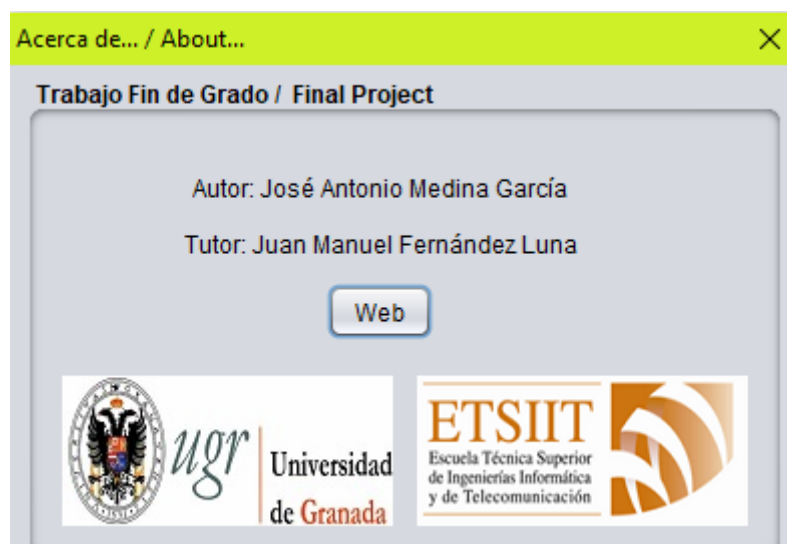 Acerca de... / About...
Trabajo Fin de Grado / Final Project
Autor: José Antonio Medina García
Tutor: Juan Manuel Fernández Luna
Web
ugr
Universidad
de Granada
ETSIIT
Escuela Técnica Superior
de Ingenierías Informática
y de Telecomunicación